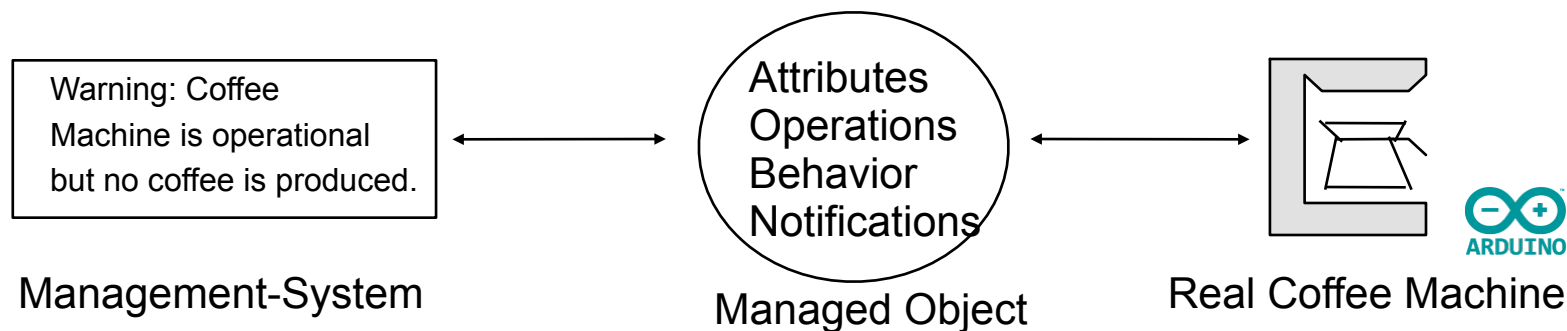 Warning: Coffee
Machine is operational
but no coffee is produced.
Management-System
Attributes
Operations
Behavior
Notifications
Managed Object
ARDUINO
Real Coffee Machine